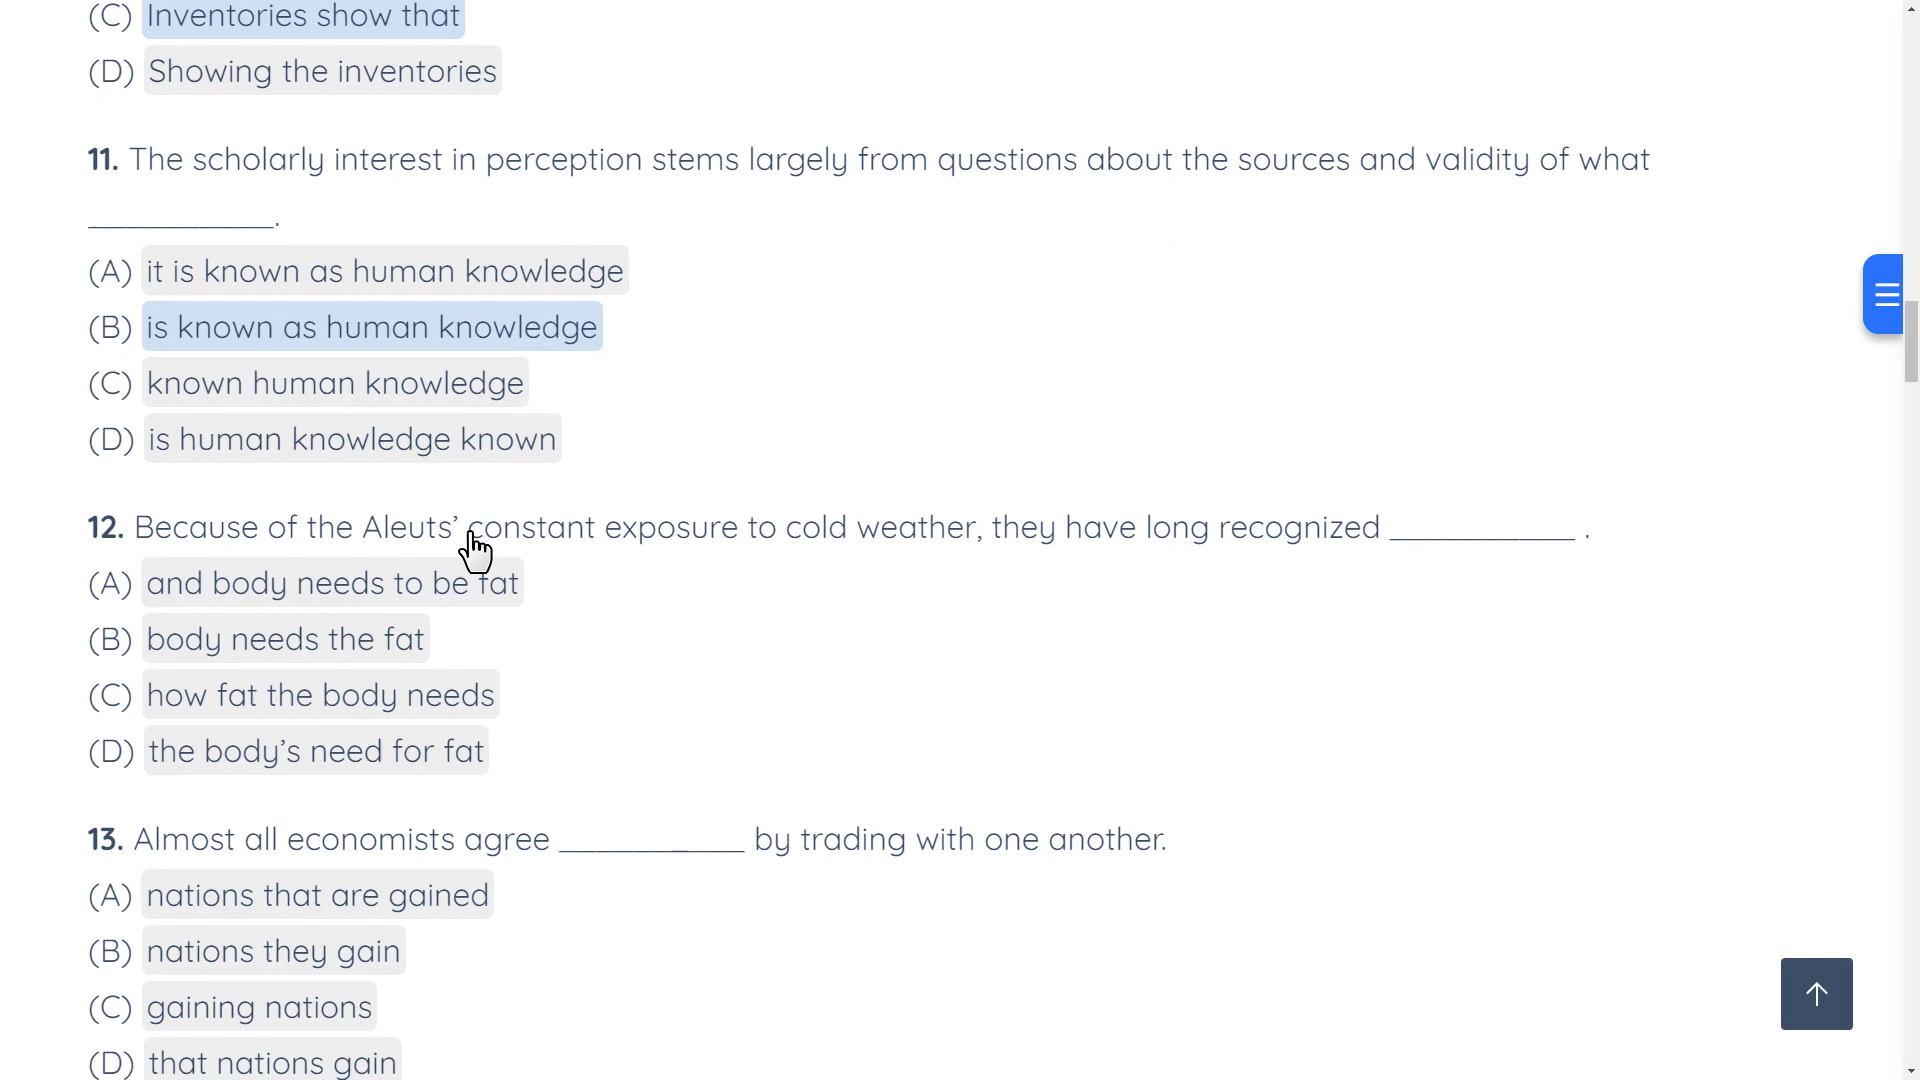 (C) Inventories show that
(D) Showing the inventories
11. The scholarly interest in perception stems largely from questions about the sources and validity of what
__________.
(A) it is known as human knowledge
(B) is known as human knowledge
(C) known human knowledge
(D) is human knowledge known
12. Because of the Aleuts’ constant exposure to cold weather, they have long recognized __________ .
(A) and body needs to be fat
(B) body needs the fat
(C) how fat the body needs
(D) the body’s need for fat
13. Almost all economists agree __________ by trading with one another.
(A) nations that are gained
(B) nations they gain
(C) gaining nations
(D) that nations gain